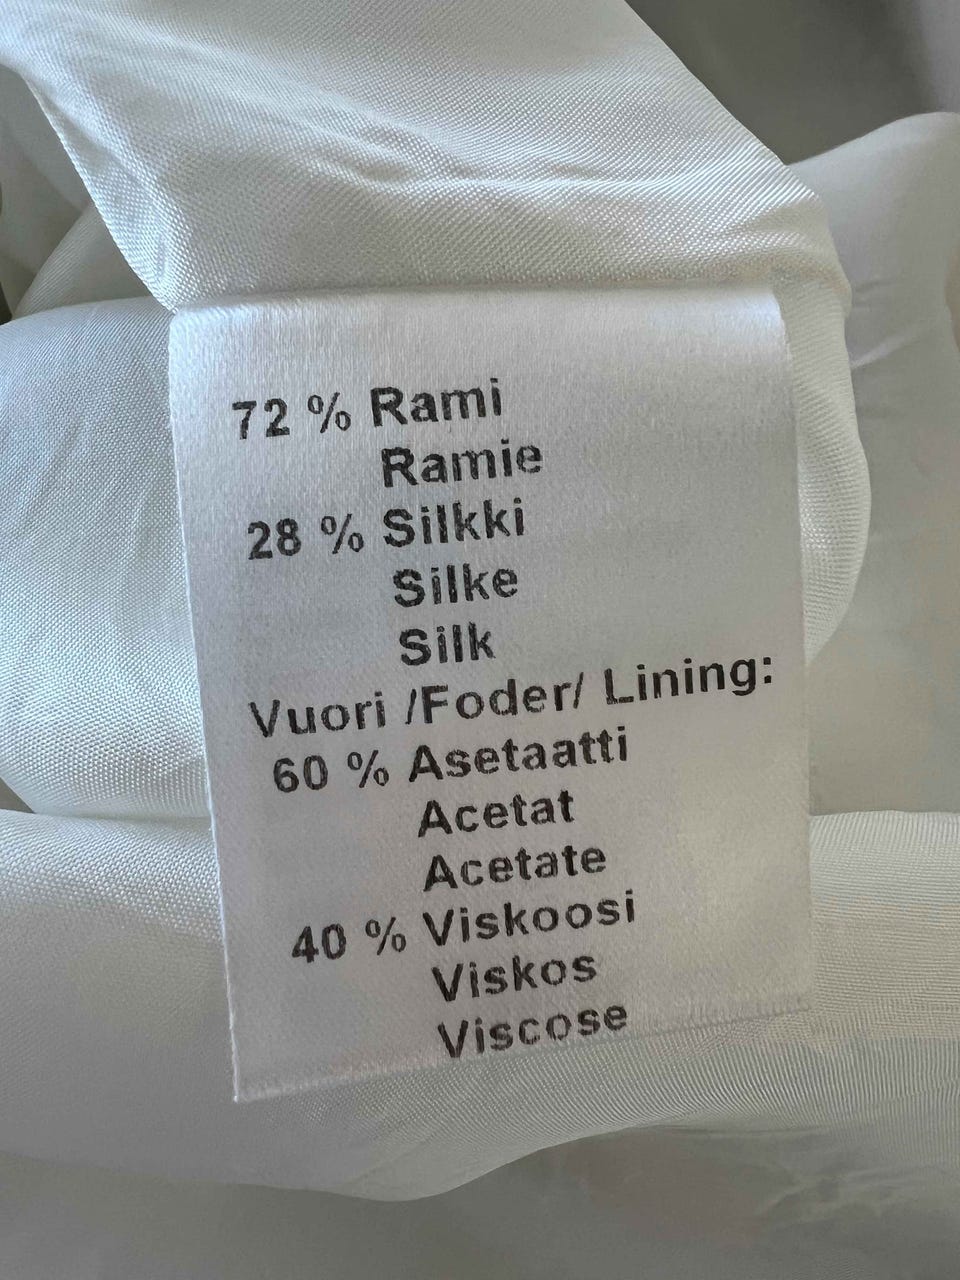 72 % Rami
Ramie
28 % Silkki
Silke
Silk
Vuori /Foder/ Lining:
60 % Asetaatti
Acetat
Acetate
40 % Viskoosi
Viskos
Viscose